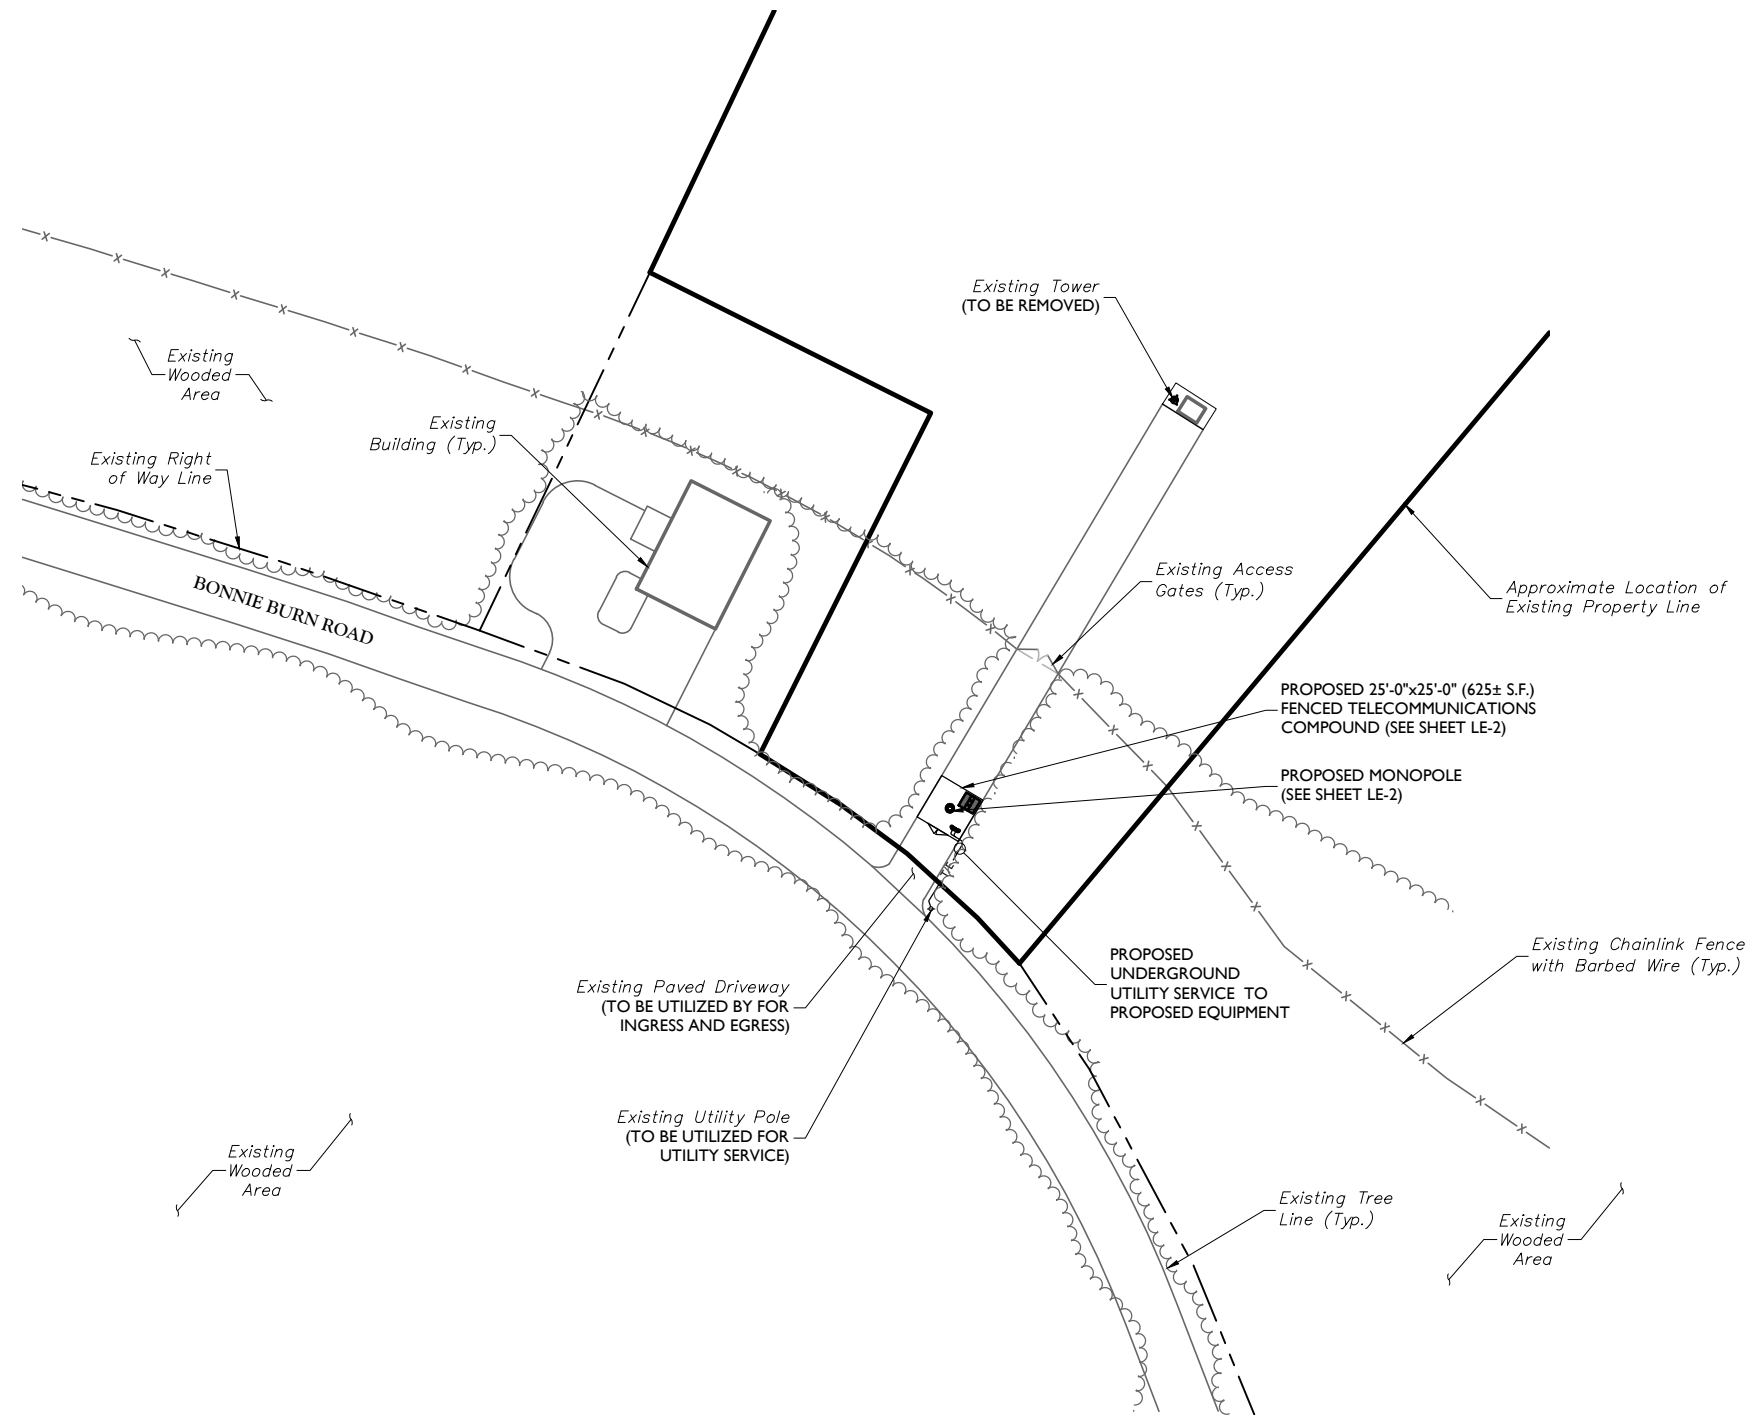 Existing Tower
(TO BE REMOVED)
Existing
Wooded
Area
Existing
Building (Typ.)
Existing Right
of Way Line
BONNIE BURN ROAD
Existing Access
Gates (Typ.)
Approximate Location of
Existing Property Line
PROPOSED 25'-0"x25'-0" (625± S.F.)
FENCED TELECOMMUNICATIONS
COMPOUND (SEE SHEET LE-2)
PROPOSED MONOPOLE
(SEE SHEET LE-2)
Existing Chainlink Fence
with Barbed Wire (Typ.)
PROPOSED
UNDERGROUND
UTILITY SERVICE TO
PROPOSED EQUIPMENT
Existing Paved Driveway
(TO BE UTILIZED BY FOR
INGRESS AND EGRESS)
Existing Utility Pole
(TO BE UTILIZED FOR
UTILITY SERVICE)
Existing
Wooded
Area
Existing Tree
Line (Typ.)
Existing
Wooded
Area